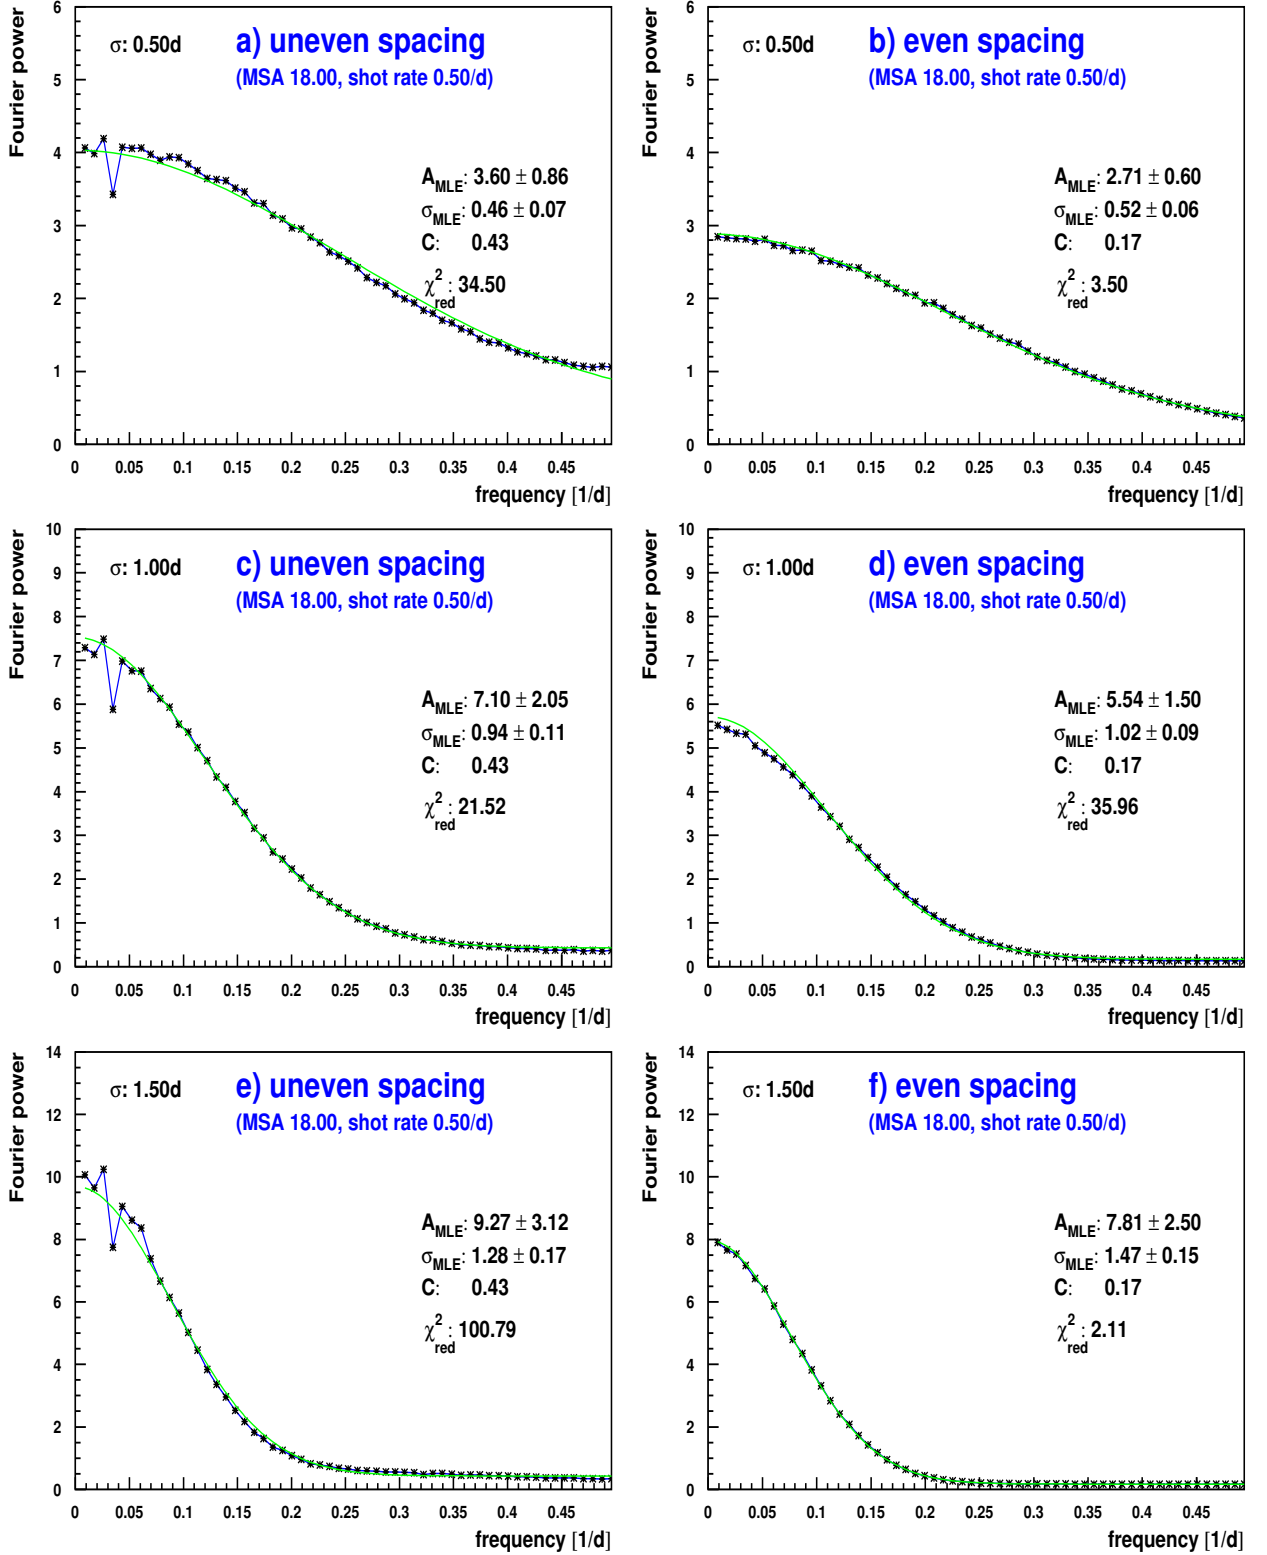 Fourier power
6
5
4
3
2
1
0
σ: 0.50d
a) uneven spacing
(MSA 18.00, shot rate 0.50/d)
A_MLE: 3.60 ± 0.86
σ_MLE: 0.46 ± 0.07
C: 0.43
χ²_red: 34.50
0 0.05 0.1 0.15 0.2 0.25 0.3 0.35 0.4 0.45
frequency [1/d]
Fourier power
6
5
4
3
2
1
0
σ: 0.50d
b) even spacing
(MSA 18.00, shot rate 0.50/d)
A_MLE: 2.71 ± 0.60
σ_MLE: 0.52 ± 0.06
C: 0.17
χ²_red: 3.50
0 0.05 0.1 0.15 0.2 0.25 0.3 0.35 0.4 0.45
frequency [1/d]
Fourier power
10
9
8
7
6
5
4
3
2
1
0
σ: 1.00d
c) uneven spacing
(MSA 18.00, shot rate 0.50/d)
A_MLE: 7.10 ± 2.05
σ_MLE: 0.94 ± 0.11
C: 0.43
χ²_red: 21.52
0 0.05 0.1 0.15 0.2 0.25 0.3 0.35 0.4 0.45
frequency [1/d]
Fourier power
10
9
8
7
6
5
4
3
2
1
0
σ: 1.00d
d) even spacing
(MSA 18.00, shot rate 0.50/d)
A_MLE: 5.54 ± 1.50
σ_MLE: 1.02 ± 0.09
C: 0.17
χ²_red: 35.96
0 0.05 0.1 0.15 0.2 0.25 0.3 0.35 0.4 0.45
frequency [1/d]
Fourier power
14
12
10
8
6
4
2
0
σ: 1.50d
e) uneven spacing
(MSA 18.00, shot rate 0.50/d)
A_MLE: 9.27 ± 3.12
σ_MLE: 1.28 ± 0.17
C: 0.43
χ²_red: 100.79
0 0.05 0.1 0.15 0.2 0.25 0.3 0.35 0.4 0.45
frequency [1/d]
Fourier power
14
12
10
8
6
4
2
0
σ: 1.50d
f) even spacing
(MSA 18.00, shot rate 0.50/d)
A_MLE: 7.81 ± 2.50
σ_MLE: 1.47 ± 0.15
C: 0.17
χ²_red: 2.11
0 0.05 0.1 0.15 0.2 0.25 0.3 0.35 0.4 0.45
frequency [1/d]